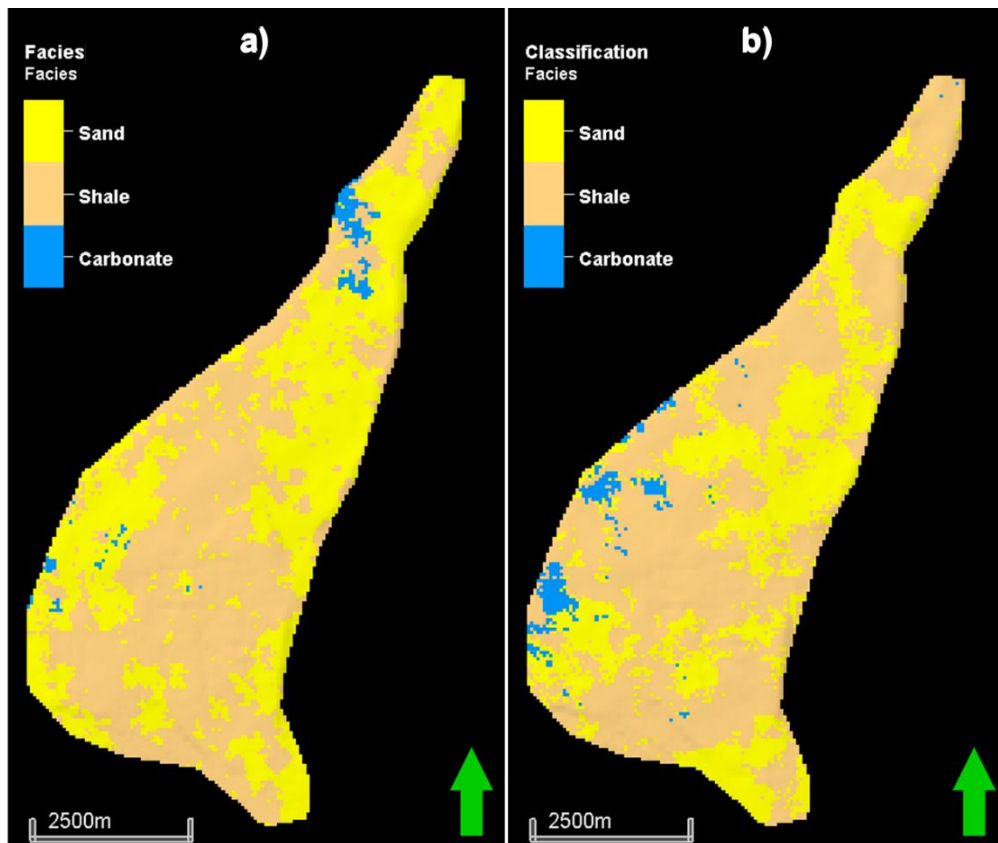 a)
Facies
Facies
Sand
Shale
Carbonate
2500m
b)
Classification
Facies
Sand
Shale
Carbonate
2500m